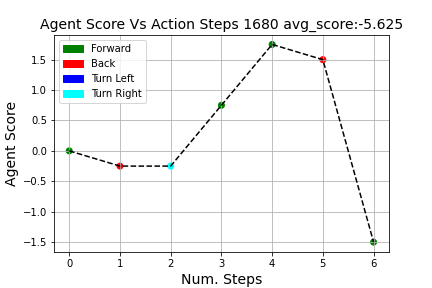 Agent Score Vs Action Steps 1680 avg_score:-5.625
Forward
Back
Turn Left
Turn Right
Agent Score
1.5
1.0
0.5
0.0
−0.5
−1.0
−1.5
0 1 2 3 4 5 6
Num. Steps